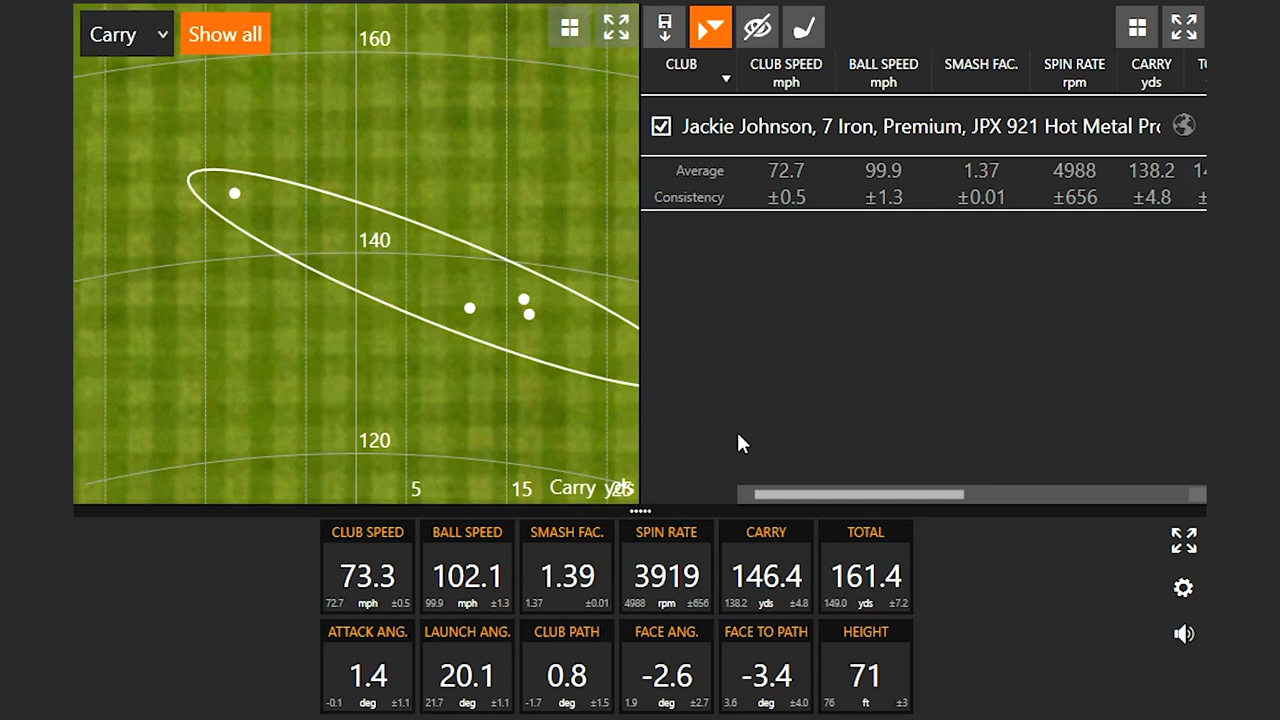 Carry
Show all
160
140
120
5
15
Carry yds
25
CLUB CLUB SPEED BALL SPEED SMASH FAC. SPIN RATE CARRY
mph mph rpm yds
Jackie Johnson, 7 Iron, Premium, JPX 921 Hot Metal Pro
Average 72.7 99.9 1.37 4988 138.2
Consistency ±0.5 ±1.3 ±0.01 ±656 ±4.8 ±
CLUB SPEED BALL SPEED SMASH FAC. SPIN RATE CARRY TOTAL
73.3 102.1 1.39 3919 146.4 161.4
72.7 mph ±0.5 99.9 mph ±1.3 1.37 ±0.01 4988 rpm ±656 138.2 yds ±4.8 149.0 yds ±7.2
ATTACK ANG. LAUNCH ANG. CLUB PATH FACE ANG. FACE TO PATH HEIGHT
1.4 20.1 0.8 -2.6 -3.4 71
-0.1 deg ±1.1 21.7 deg ±1.1 -1.7 deg ±1.5 1.9 deg ±2.7 3.6 deg ±4.0 76 ft ±3